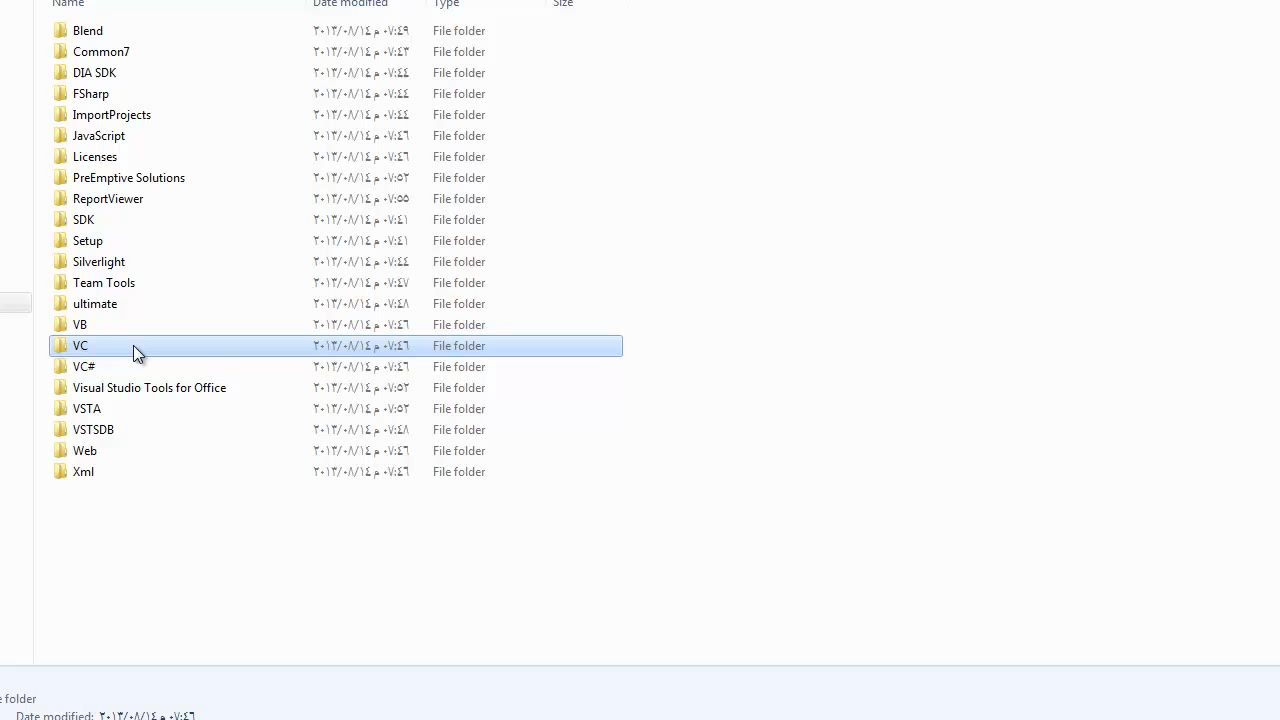 Name Date modified Type Size
Blend ٢٠١٣/٠٨/١٤ م ٠٧:٤٩ File folder
Common7 ٢٠١٣/٠٨/١٤ م ٠٧:٤٣ File folder
DIA SDK ٢٠١٣/٠٨/١٤ م ٠٧:٤٤ File folder
FSharp ٢٠١٣/٠٨/١٤ م ٠٧:٤٤ File folder
ImportProjects ٢٠١٣/٠٨/١٤ م ٠٧:٤٤ File folder
JavaScript ٢٠١٣/٠٨/١٤ م ٠٧:٤٦ File folder
Licenses ٢٠١٣/٠٨/١٤ م ٠٧:٤٦ File folder
PreEmptive Solutions ٢٠١٣/٠٨/١٤ م ٠٧:٥٢ File folder
ReportViewer ٢٠١٣/٠٨/١٤ م ٠٧:٥٥ File folder
SDK ٢٠١٣/٠٨/١٤ م ٠٧:٤١ File folder
Setup ٢٠١٣/٠٨/١٤ م ٠٧:٤١ File folder
Silverlight ٢٠١٣/٠٨/١٤ م ٠٧:٤٤ File folder
Team Tools ٢٠١٣/٠٨/١٤ م ٠٧:٤٧ File folder
ultimate ٢٠١٣/٠٨/١٤ م ٠٧:٤٨ File folder
VB ٢٠١٣/٠٨/١٤ م ٠٧:٤٦ File folder
VC ٢٠١٣/٠٨/١٤ م ٠٧:٤٦ File folder
VC# ٢٠١٣/٠٨/١٤ م ٠٧:٤٦ File folder
Visual Studio Tools for Office ٢٠١٣/٠٨/١٤ م ٠٧:٥٢ File folder
VSTA ٢٠١٣/٠٨/١٤ م ٠٧:٥٢ File folder
VSTSDB ٢٠١٣/٠٨/١٤ م ٠٧:٤٨ File folder
Web ٢٠١٣/٠٨/١٤ م ٠٧:٤٦ File folder
Xml ٢٠١٣/٠٨/١٤ م ٠٧:٤٦ File folder
e folder
Date modified: ٢٠١٣/٠٨/١٤ م ٠٧:٤٦